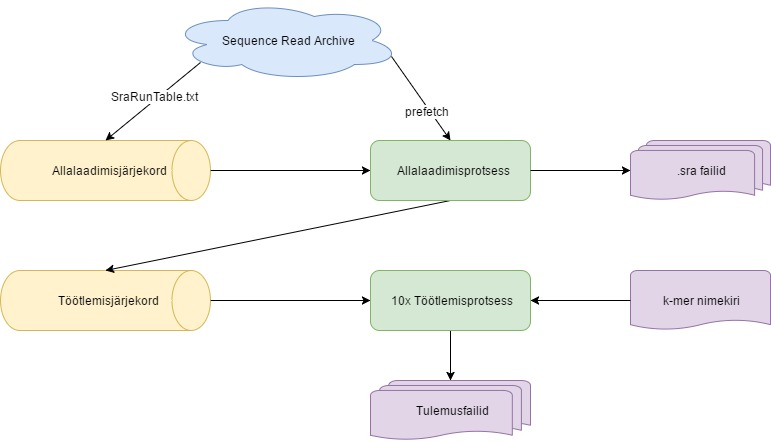 Sequence Read Archive
SraRunTable.txt
prefetch
Allalaadimisjärjekord
Allalaadimisprotsess
.sra failid
Töötlemisjärjekord
10x Töötlemisprotsess
k-mer nimekiri
Tulemusfailid